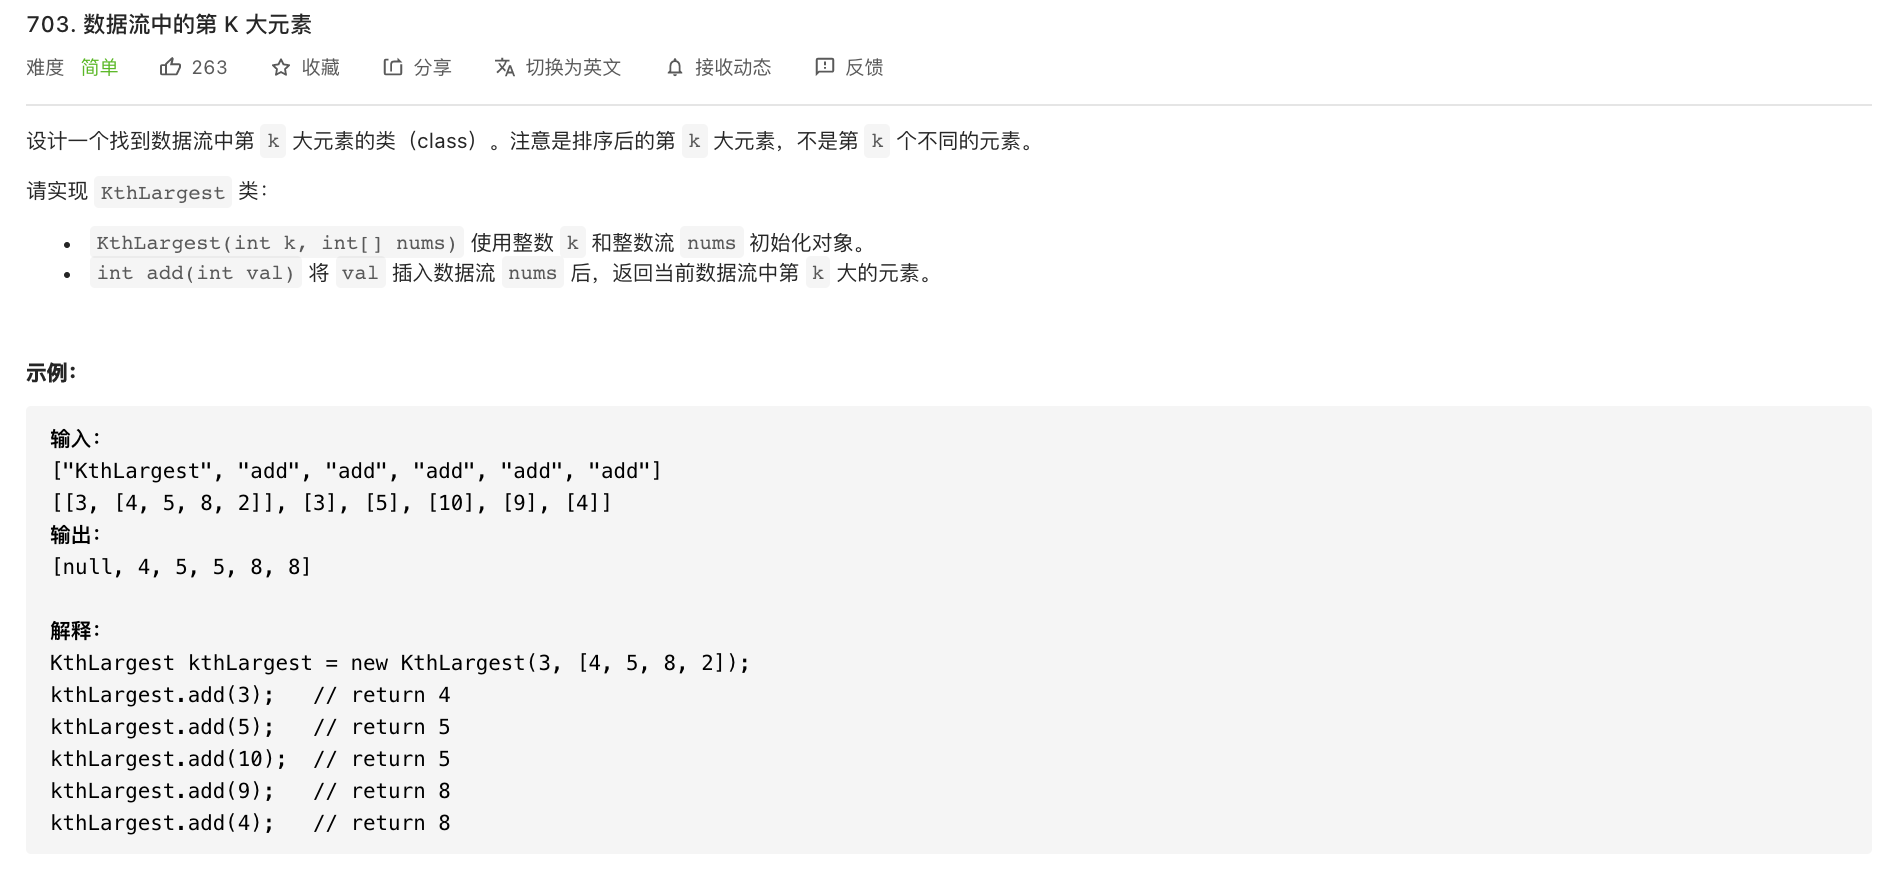 703. 数据流中的第 K 大元素
难度 简单 263 收藏 分享 切换为英文 接收动态 反馈
设计一个找到数据流中第 k 大元素的类（class）。注意是排序后的第 k 大元素，不是第 k 个不同的元素。
请实现 KthLargest 类：
• KthLargest(int k, int[] nums) 使用整数 k 和整数流 nums 初始化对象。
• int add(int val) 将 val 插入数据流 nums 后，返回当前数据流中第 k 大的元素。
示例：
输入：
["KthLargest", "add", "add", "add", "add", "add"]
[[3, [4, 5, 8, 2]], [3], [5], [10], [9], [4]]
输出：
[null, 4, 5, 5, 8, 8]
解释：
KthLargest kthLargest = new KthLargest(3, [4, 5, 8, 2]);
kthLargest.add(3);   // return 4
kthLargest.add(5);   // return 5
kthLargest.add(10);  // return 5
kthLargest.add(9);   // return 8
kthLargest.add(4);   // return 8